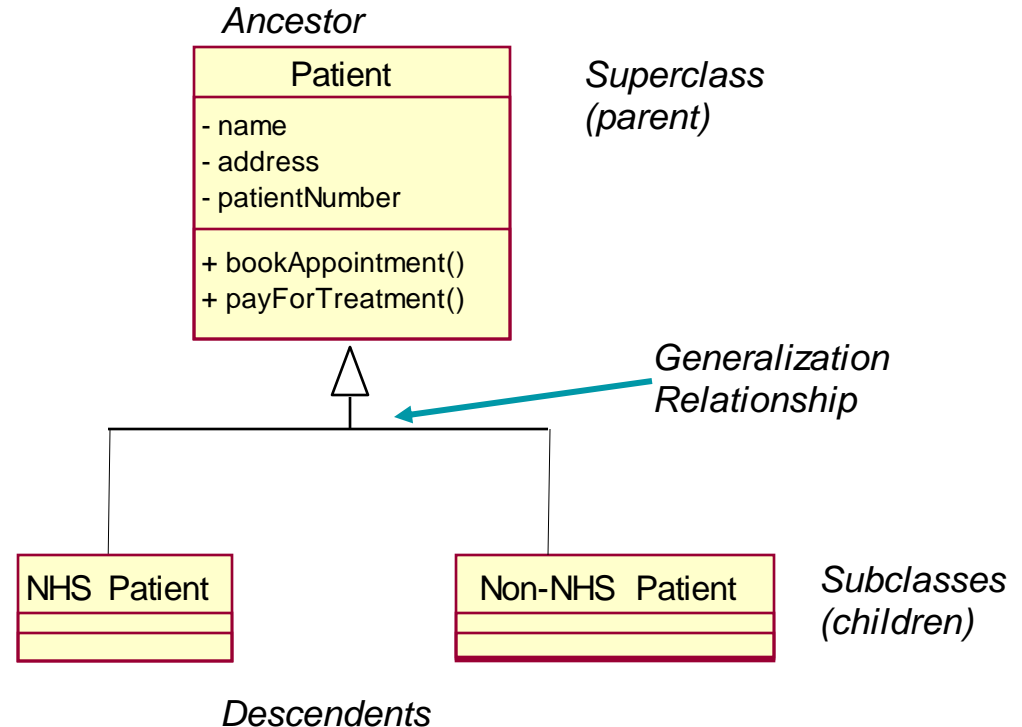 Ancestor
Patient
Superclass
(parent)
- name
- address
- patientNumber
+ bookAppointment()
+ payForTreatment()
Generalization
Relationship
NHS Patient
Non-NHS Patient
Subclasses
(children)
Descendents